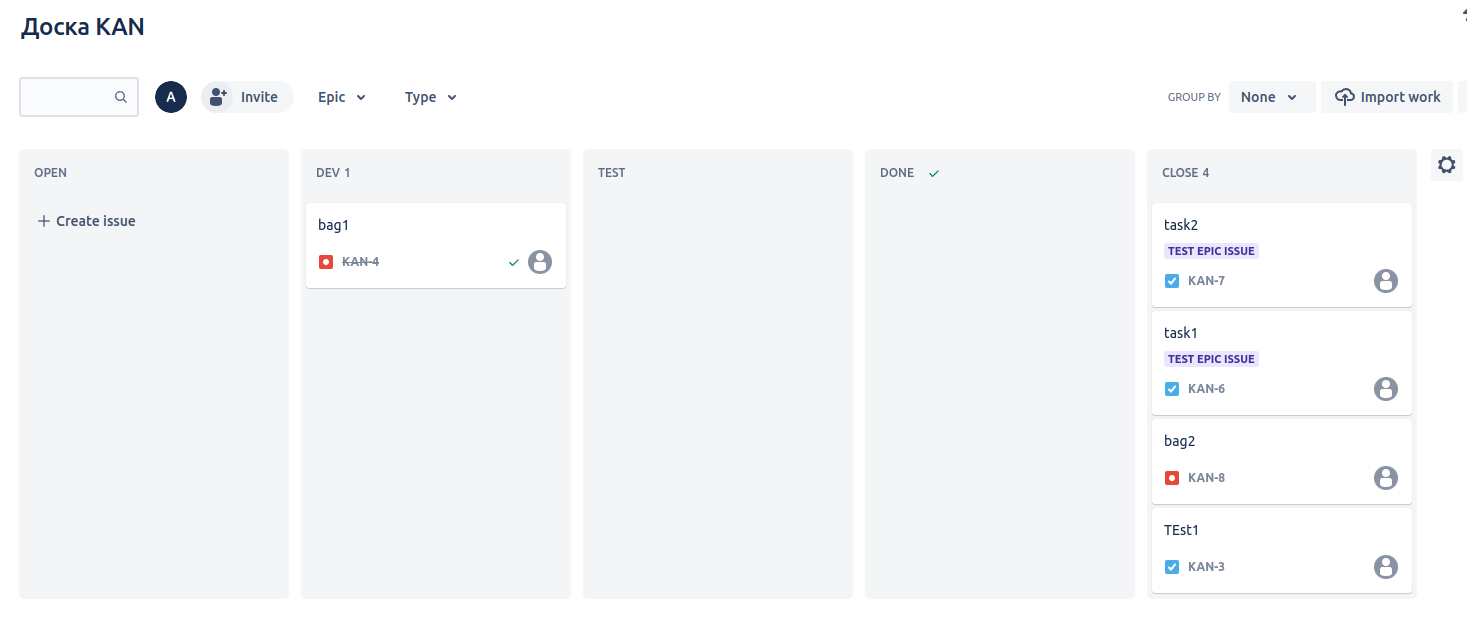 Доска KAN
A
Invite
Epic
Type
GROUP BY
None
Import work
OPEN
Create issue
DEV 1
bag1
KAN-4
TEST
DONE
CLOSE 4
task2
TEST EPIC ISSUE
KAN-7
task1
TEST EPIC ISSUE
KAN-6
bag2
KAN-8
TEst1
KAN-3